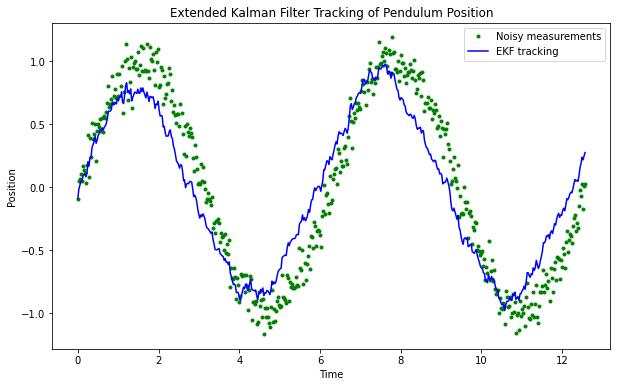 Extended Kalman Filter Tracking of Pendulum Position
Noisy measurements
EKF tracking
1.0
0.5
0.0
−0.5
−1.0
Position
0
2
4
6
8
10
12
Time